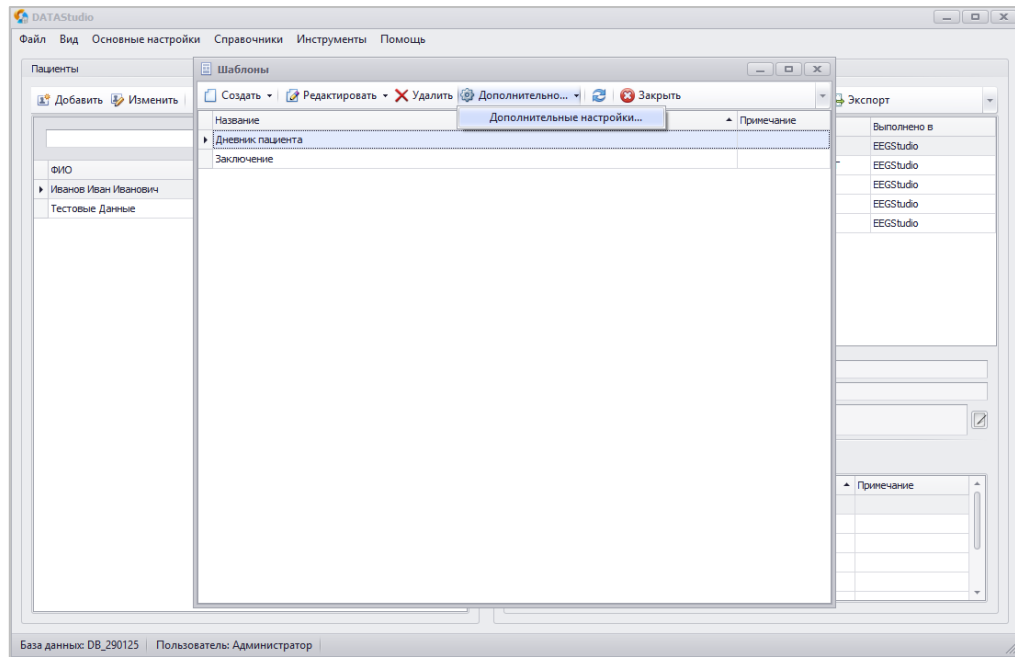 DATAStudio
Файл Вид Основные настройки Справочники Инструменты Помощь
Пациенты
Шаблоны
Добавить Изменить
Создать Редактировать Удалить Дополнительно... Закрыть
Экспорт
Дополнительные настройки...
Название Примечание
Выполнено в
Дневник пациента
EEGStudio
Заключение
EEGStudio
ФИО
Иванов Иван Иванович
EEGStudio
Тестовые Данные
EEGStudio
EEGStudio
Примечание
База данных: DB_290125 Пользователь: Администратор